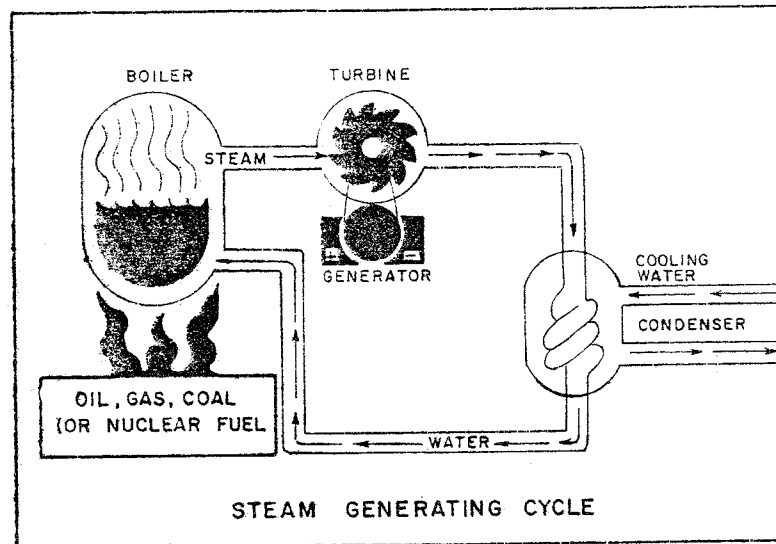 BOILER
TURBINE
STEAM
GENERATOR
COOLING
WATER
CONDENSER
OIL, GAS, COAL
(OR NUCLEAR FUEL
WATER
STEAM GENERATING CYCLE